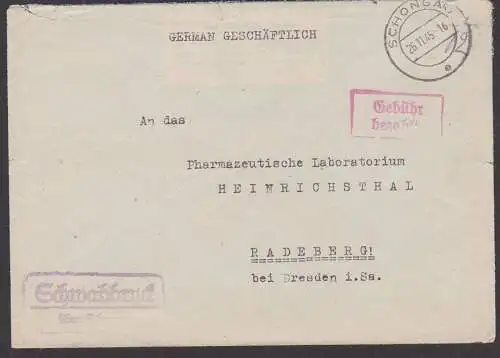 GERMAN GESCHÄFTLICH
SCHONGAU
26.11.45.-16
Gebühr
bezahlt
An das
Pharmazeutische Laboratorium
HEINRICHSTHAL
RADEBERG!
bei Dresden i.Sa.